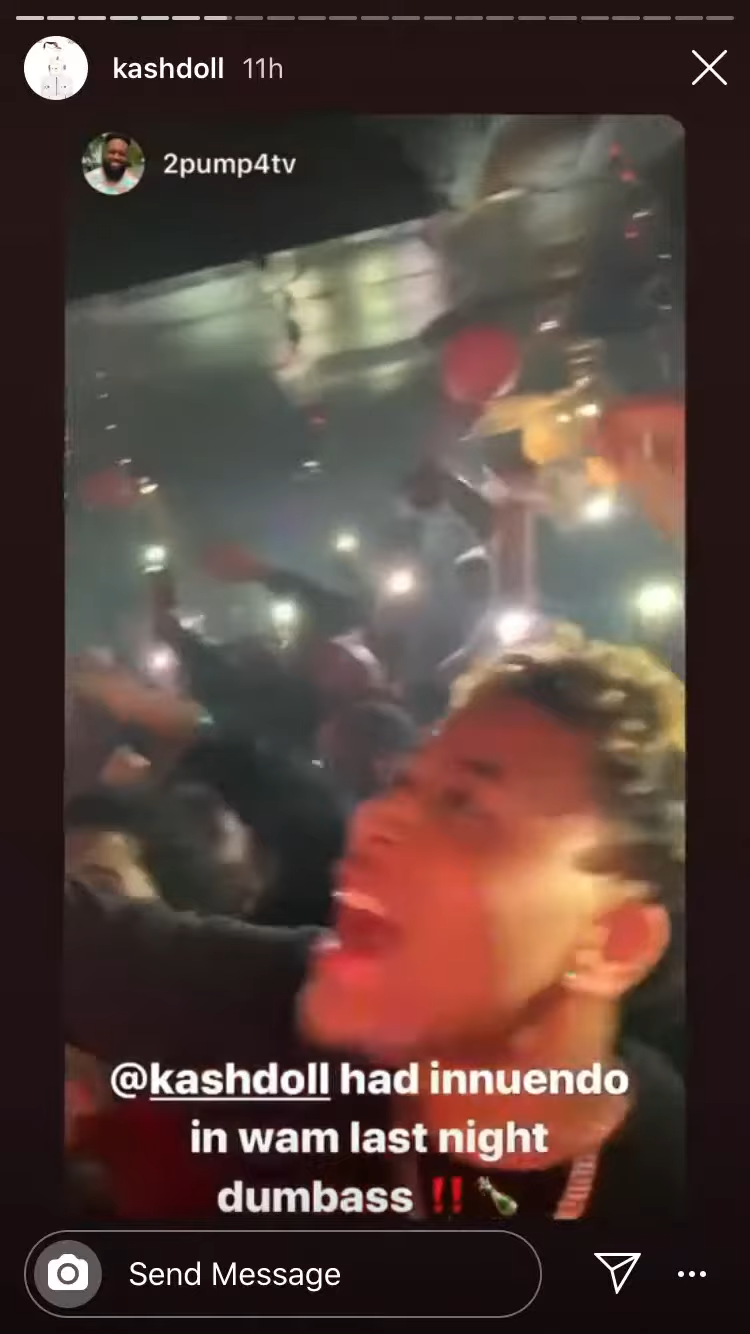 kashdoll 11h
2pump4tv
@kashdoll had innuendo
in wam last night
dumbass ‼️🍾
Send Message